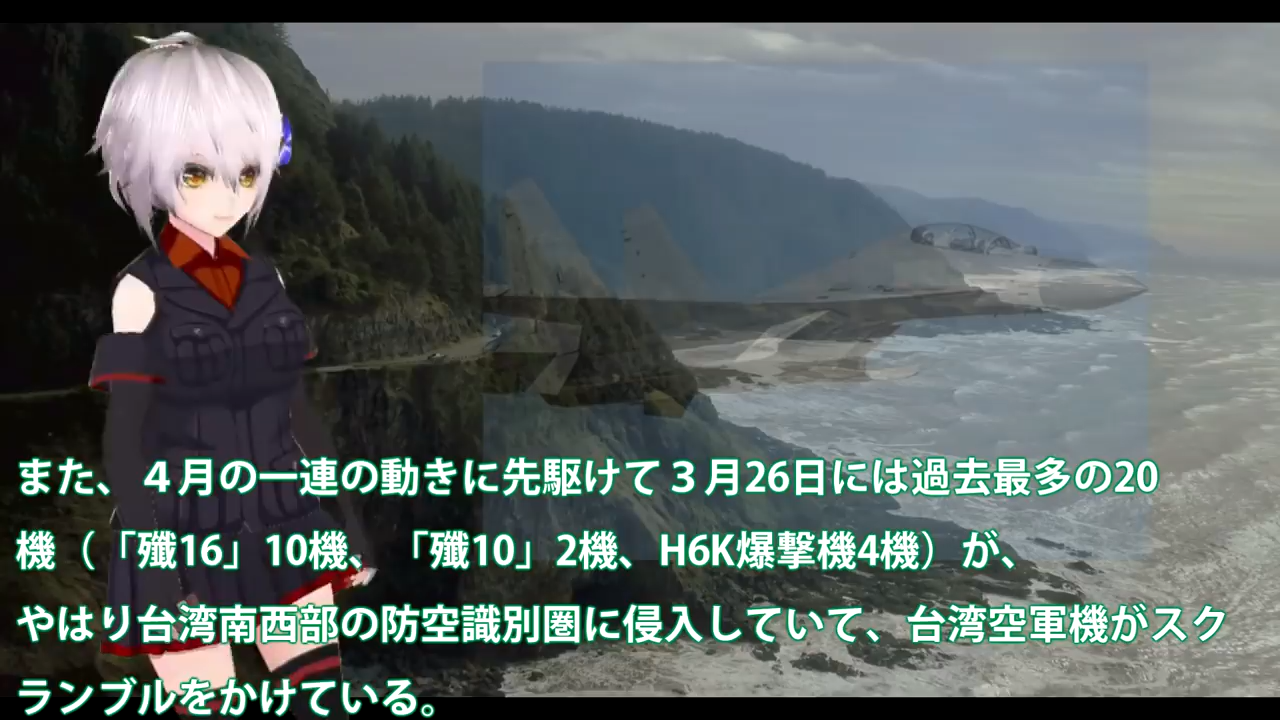 また、４月の一連の動きに先駆けて３月26日には過去最多の20
機（「殲16」10機、「殲10」2機、H6K爆撃機4機）が、
やはり台湾南西部の防空識別圏に侵入していて、台湾空軍機がスク
ランブルをかけている。